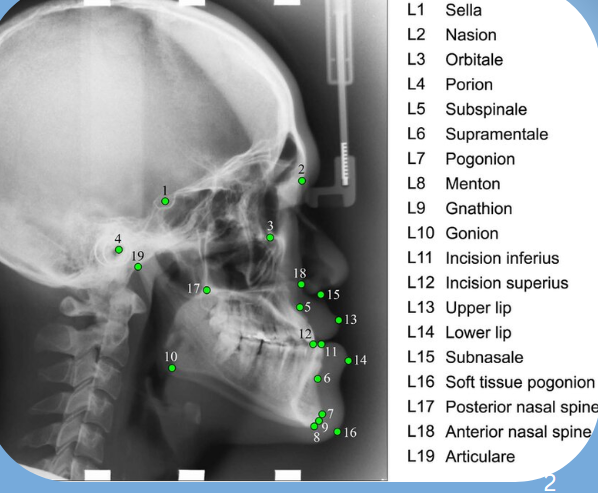 L1 Sella
L2 Nasion
L3 Orbitale
L4 Porion
L5 Subspinale
L6 Supramentale
L7 Pogonion
L8 Menton
L9 Gnathion
L10 Gonion
L11 Incision inferius
L12 Incision superius
L13 Upper lip
L14 Lower lip
L15 Subnasale
L16 Soft tissue pogonion
L17 Posterior nasal spine
L18 Anterior nasal spine
L19 Articulare
2
1
3
4
19
18
17
15
5
13
12
11
14
10
6
7
9
8
16
2